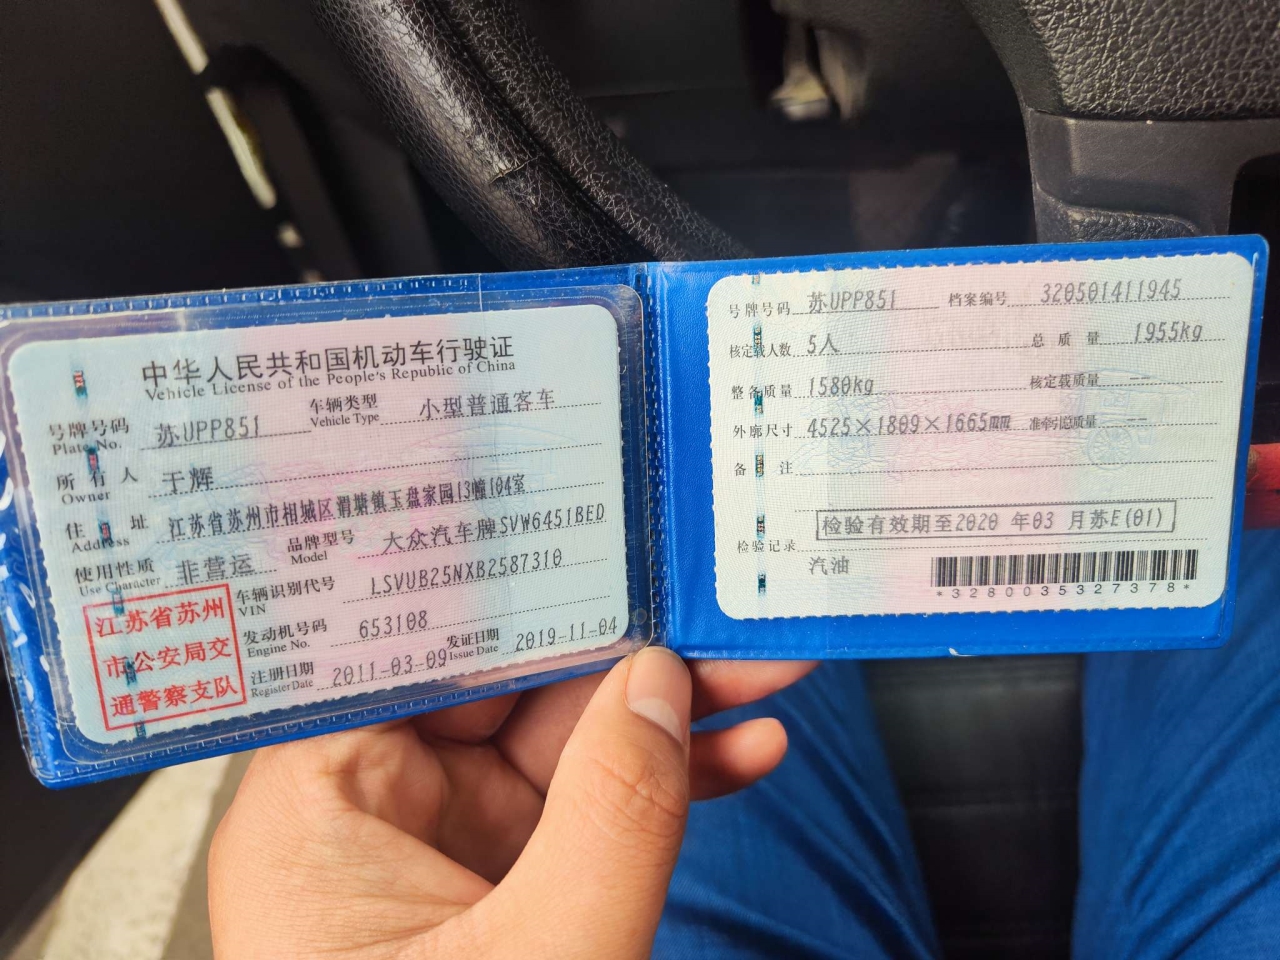 中华人民共和国机动车行驶证
Vehicle License of the People's Republic of China
号牌号码 苏UPP851 车辆类型 小型普通客车
Plate No. Vehicle Type
所有人 于辉
Owner
住址 江苏省苏州市相城区渭塘镇玉盘家园13幢104室
Address
使用性质 非营运 品牌型号 大众汽车牌SVW6451BED
Use Character Model
江苏省苏州市公安局交通警察支队
车辆识别代号 LSVUB25NXB2587310
VIN
发动机号码 653108
Engine No.
注册日期 2011-03-09 发证日期 2019-11-04
Register Date Issue Date
号牌号码 苏UPP851 档案编号 320501411945
核定载人数 5人 总质量 1955kg
整备质量 1580kg 核定载质量 --
外廓尺寸 4525×1809×1665mm 准牵引总质量 --
备注
检验有效期至2020 年03 月苏E(01)
检验记录
汽油
*3280035327378*